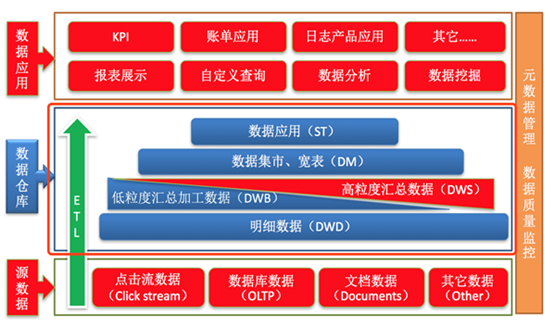 数据应用
KPI
账单应用
日志产品应用
其它……
报表展示
自定义查询
数据分析
数据挖掘
数据仓库
ETL
数据应用（ST）
数据集市、宽表（DM）
高粒度汇总数据（DWS）
低粒度汇总加工数据（DWB）
明细数据（DWD）
源数据
点击流数据
（Click stream）
数据库数据
（OLTP）
文档数据
（Documents）
其它数据
（Other）
元数据管理 数据质量监控